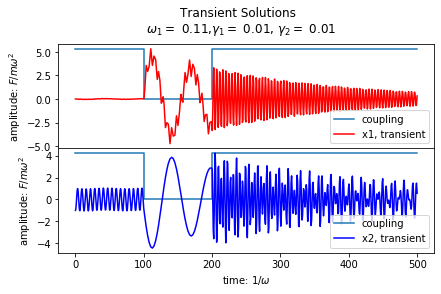 Transient Solutions
ω₁ = 0.11,γ₁ = 0.01, γ₂ = 0.01
amplitude: F/mω²
5.0
2.5
0.0
−2.5
−5.0
coupling
x1, transient
amplitude: F/mω²
4
2
0
−2
−4
coupling
x2, transient
0 100 200 300 400 500
time: 1/ω